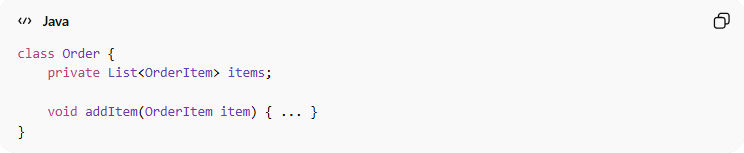 </> Java
class Order {
    private List<OrderItem> items;

    void addItem(OrderItem item) { ... }
}